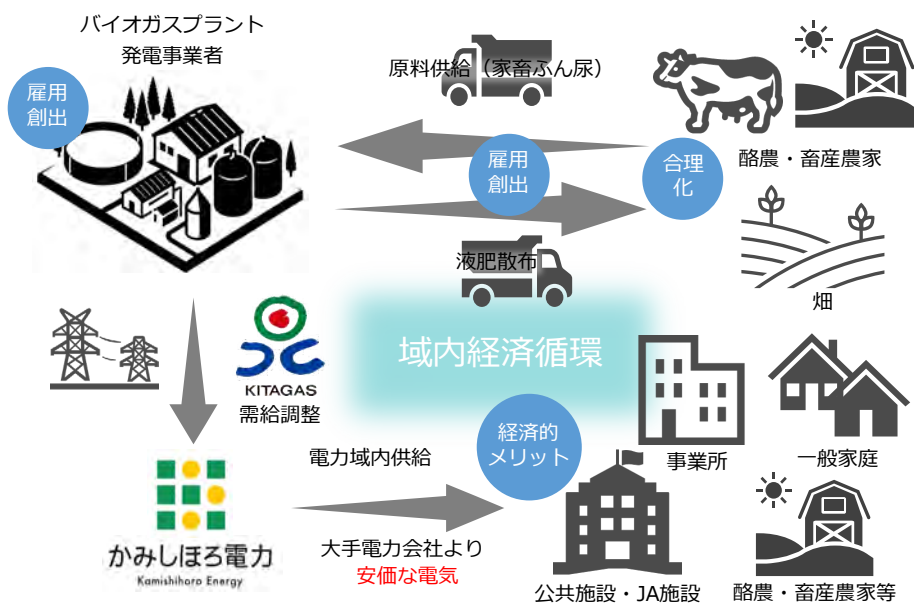 バイオガスプラント
発電事業者
雇用
創出
原料供給（家畜ふん尿）
雇用
創出
合理
化
酪農・畜産農家
液肥散布
畑
域内経済循環
KITAGAS
需給調整
電力域内供給
経済的
メリット
事業所
一般家庭
かみしほろ電力
Kamishihoro Energy
大手電力会社より
安価な電気
公共施設・JA施設
酪農・畜産農家等